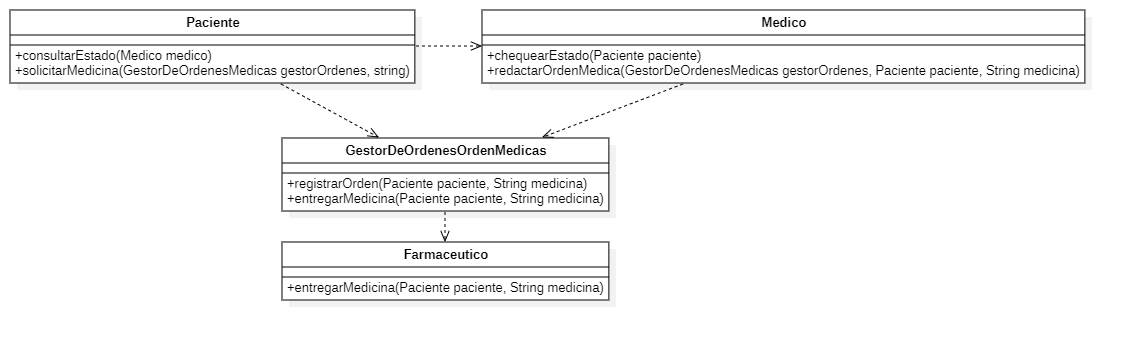 Paciente
+consultarEstado(Medico medico)
+solicitarMedicina(GestorDeOrdenesMedicas gestorOrdenes, string)
Medico
+chequearEstado(Paciente paciente)
+redactarOrdenMedica(GestorDeOrdenesMedicas gestorOrdenes, Paciente paciente, String medicina)
GestorDeOrdenesOrdenMedicas
+registrarOrden(Paciente paciente, String medicina)
+entregarMedicina(Paciente paciente, String medicina)
Farmaceutico
+entregarMedicina(Paciente paciente, String medicina)